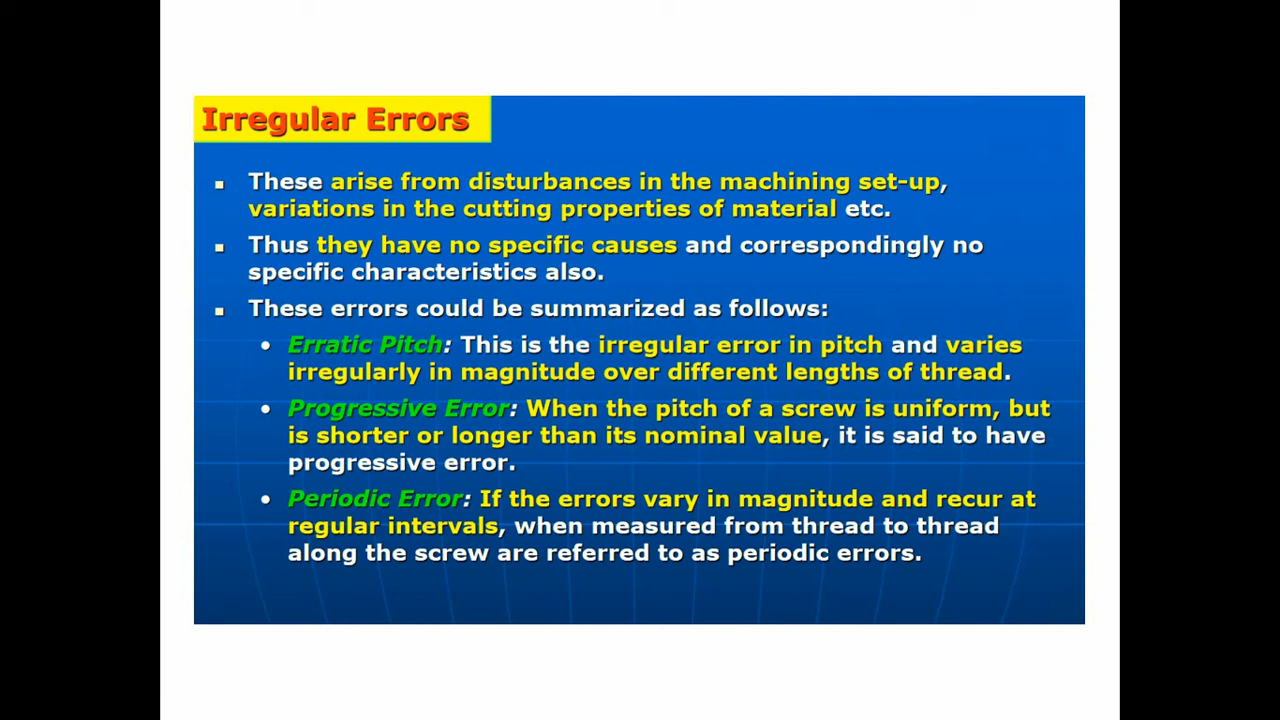 Irregular Errors
These arise from disturbances in the machining set-up,
variations in the cutting properties of material etc.
Thus they have no specific causes and correspondingly no
specific characteristics also.
These errors could be summarized as follows:
Erratic Pitch: This is the irregular error in pitch and varies
irregularly in magnitude over different lengths of thread.
Progressive Error: When the pitch of a screw is uniform, but
is shorter or longer than its nominal value, it is said to have
progressive error.
Periodic Error: If the errors vary in magnitude and recur at
regular intervals, when measured from thread to thread
along the screw are referred to as periodic errors.